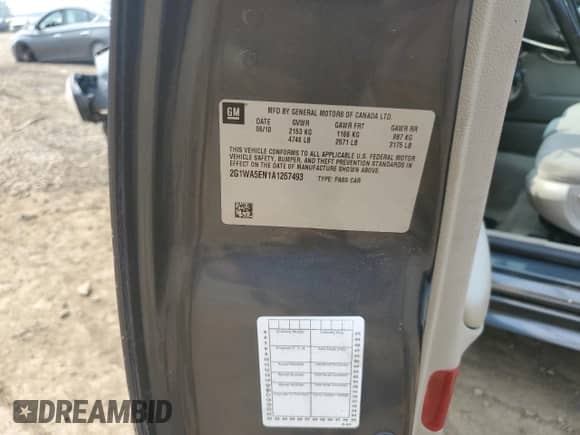 GM
MFD BY GENERAL MOTORS OF CANADA LTD.
DATE GVWR GAWR FRT GAWR RR
2153 KG 1166 KG 987 KG
4746 LB 2571 LB 2175 LB
THIS VEHICLE CONFORMS TO ALL APPLICABLE U.S. FEDERAL MOTOR
VEHICLE SAFETY, BUMPER, AND THEFT PREVENTION STANDARDS IN
EFFECT ON THE DATE OF MANUFACTURE SHOWN ABOVE.
2G1WA5EN1A1257493 TYPE: PASS CAR
DREAMBID